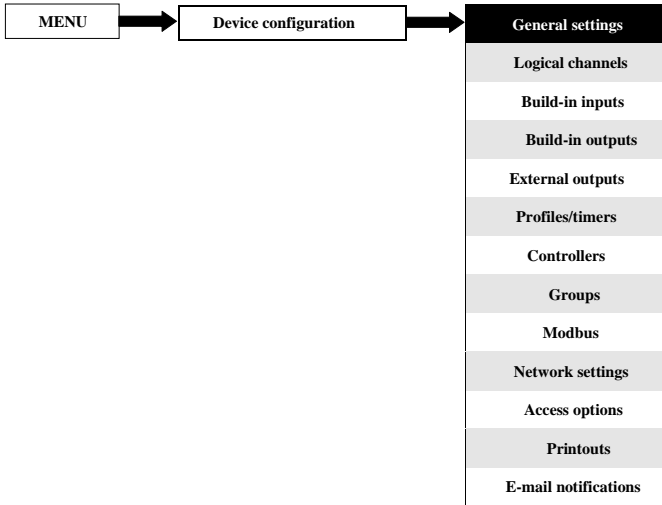 MENU
Device configuration
General settings
Logical channels
Build-in inputs
Build-in outputs
External outputs
Profiles/timers
Controllers
Groups
Modbus
Network settings
Access options
Printouts
E-mail notifications